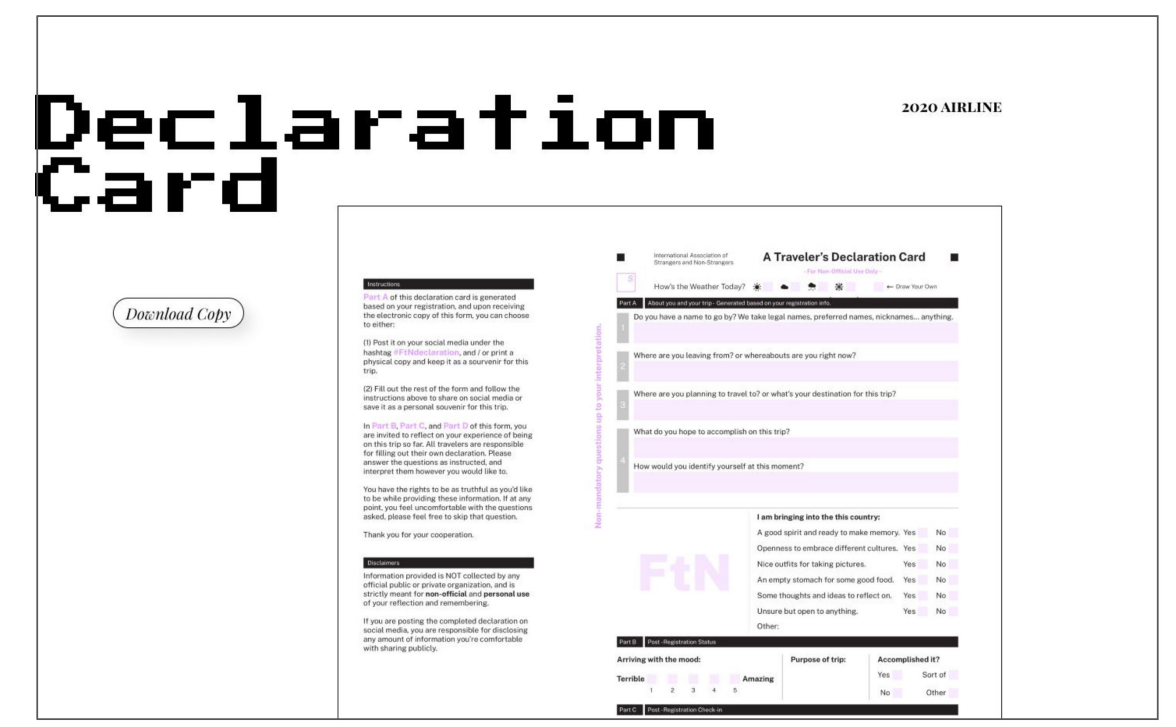 Declaration
Card
2020 AIRLINE
Download Copy
Instructions
Part A of this declaration card is generated
based on your registration, and upon receiving
the electronic copy of this form, you can choose
to either:
(1) Post it on your social media under the
hashtag #FtNdeclaration, and / or print a
physical copy and keep it as a sourvenir for this
trip.
(2) Fill out the rest of the form and follow the
instructions above to share on social media or
save it as a personal souvenir for this trip.
In Part B, Part C, and Part D of this form, you
are invited to reflect on your experience of being
on this trip so far. All travelers are responsible
for filling out their own declaration. Please
answer the questions as instructed, and
interpret them however you would like to.
You have the rights to be as truthful as you'd like
to be while providing these information. If at any
point, you feel uncomfortable with the questions
asked, please feel free to skip that question.
Thank you for your cooperation.
Disclaimers
Information provided is NOT collected by any
official public or private organization, and is
strictly meant for non-official and personal use
of your reflection and remembering.
If you are posting the completed declaration on
social media, you are responsible for disclosing
any amount of information you're comfortable
with sharing publicly.
Non-mandatory questions up to your interpretation.
International Association of
Strangers and Non-Strangers
A Traveler's Declaration Card
- For Non-Official Use Only -
S
How's the Weather Today?
← Draw Your Own
Part A About you and your trip - Generated based on your registration info.
1 Do you have a name to go by? We take legal names, preferred names, nicknames... anything.
2 Where are you leaving from? or whereabouts are you right now?
3 Where are you planning to travel to? or what's your destination for this trip?
What do you hope to accomplish on this trip?
4
How would you identify yourself at this moment?
FtN
I am bringing into the this country:
A good spirit and ready to make memory. Yes No
Openness to embrace different cultures. Yes No
Nice outfits for taking pictures. Yes No
An empty stomach for some good food. Yes No
Some thoughts and ideas to reflect on. Yes No
Unsure but open to anything. Yes No
Other:
Part B Post -Registration Status
Arriving with the mood:
Terrible Amazing
1 2 3 4 5
Purpose of trip:
Accomplished it?
Yes Sort of
No Other
Part C Post -Registration Check-in